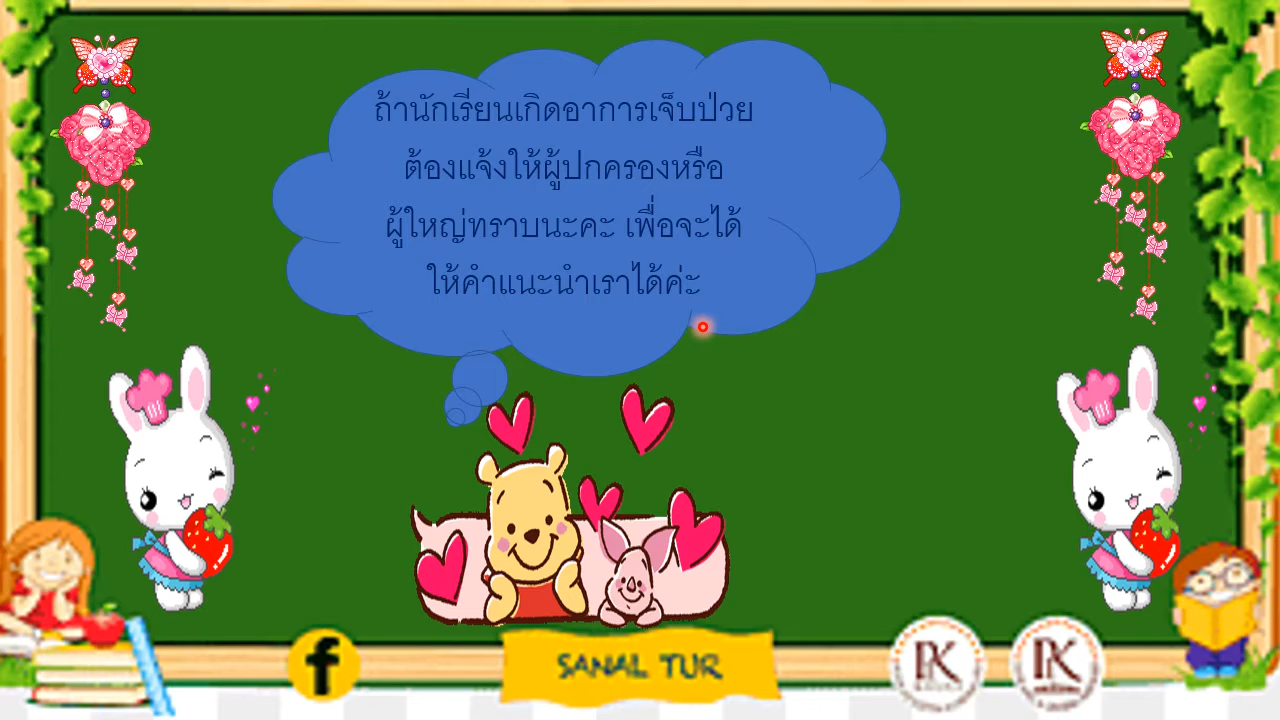 ถ้านักเรียนเกิดอาการเจ็บป่วย
ต้องแจ้งให้ผู้ปกครองหรือ
ผู้ใหญ่ทราบนะคะ เพื่อจะได้
ให้คำแนะนำเราได้ค่ะ
f
SANAL TUR
PK
PK